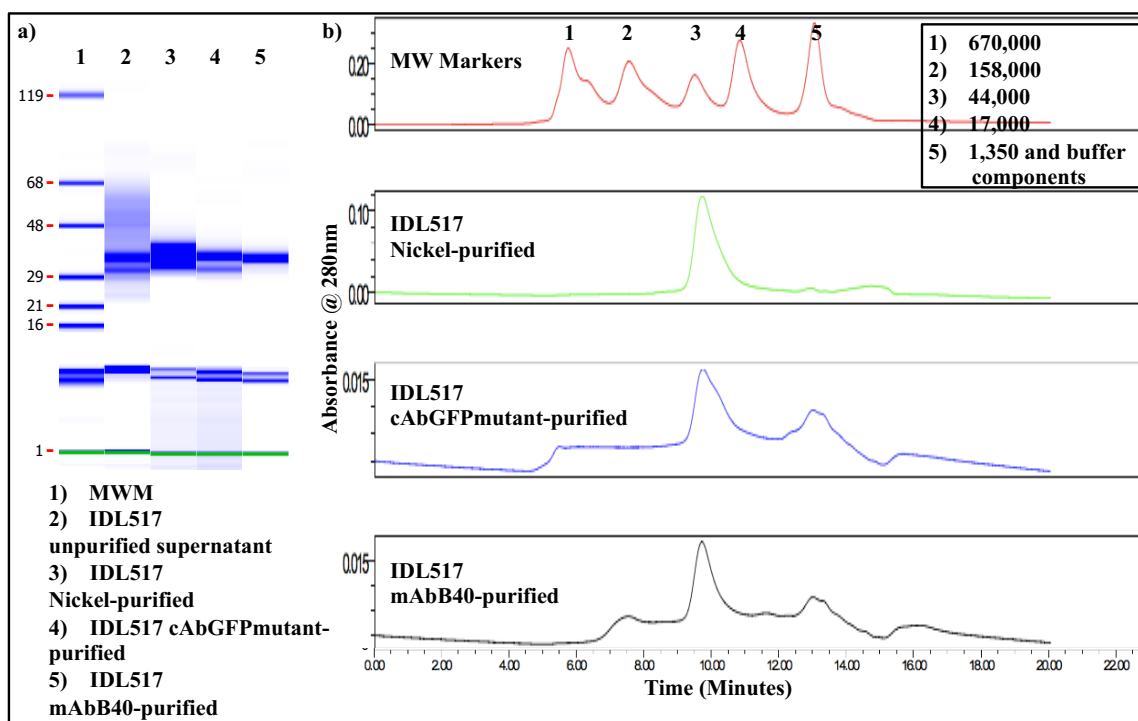 a)
1 2 3 4 5
119
68
48
29
21
16
1
1) MWM
2) IDL517
unpurified supernatant
3) IDL517
Nickel-purified
4) IDL517 cAbGFPmutant-
purified
5) IDL517
mAbB40-purified
b)
1 2 3 4 5
MW Markers
0.20
0.00
1) 670,000
2) 158,000
3) 44,000
4) 17,000
5) 1,350 and buffer
components
IDL517
Nickel-purified
0.10
0.00
Absorbance @ 280nm
IDL517
cAbGFPmutant-purified
0.015
IDL517
mAbB40-purified
0.015
0.00 2.00 4.00 6.00 8.00 10.00 12.00 14.00 16.00 18.00 20.00 22.00
Time (Minutes)